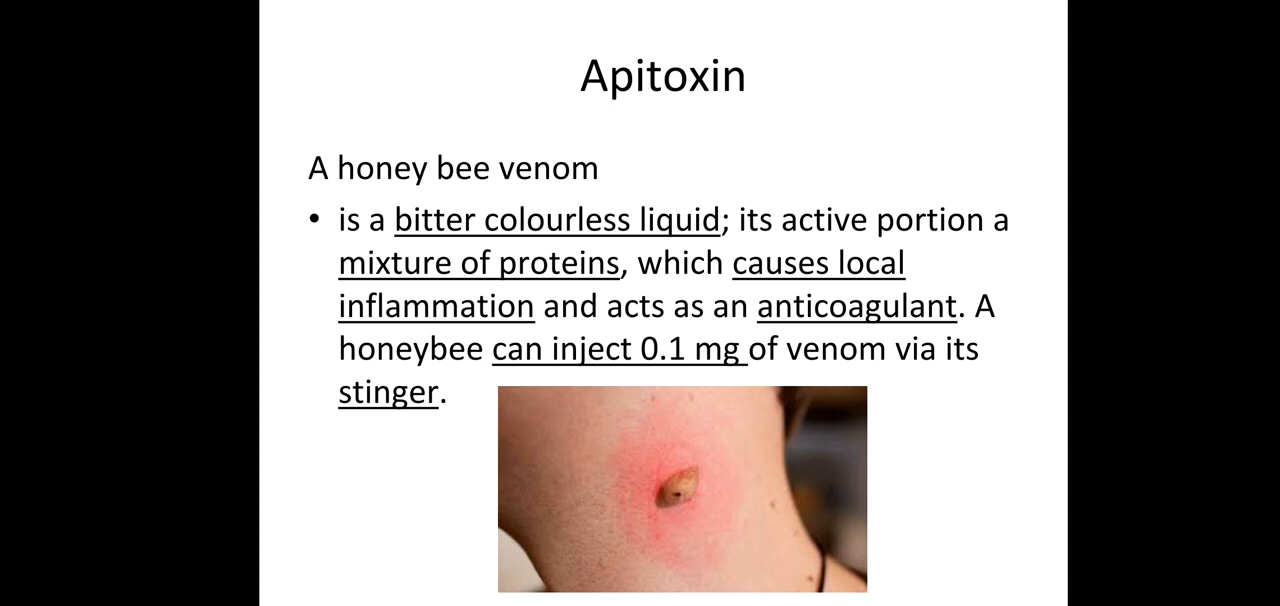 Apitoxin
A honey bee venom
• is a bitter colourless liquid; its active portion a
mixture of proteins, which causes local
inflammation and acts as an anticoagulant. A
honeybee can inject 0.1 mg of venom via its
stinger.